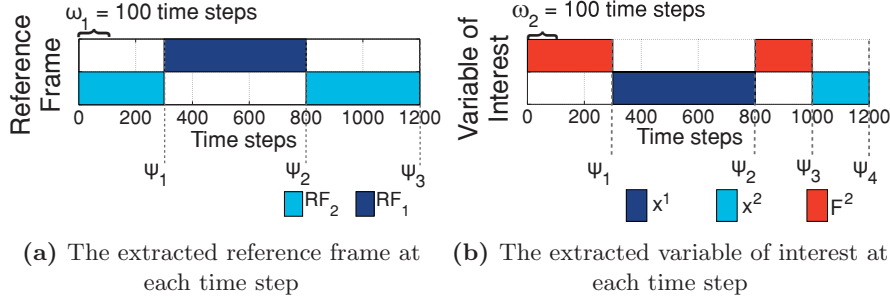 ω1 = 100 time steps
Reference
Frame
0 200 400 600 800 1000 1200
Time steps
ψ1 ψ2 ψ3
RF2 RF1
(a) The extracted reference frame at
each time step
ω2 = 100 time steps
Variable of
Interest
0 200 400 600 800 1000 1200
Time steps
ψ1 ψ2 ψ3 ψ4
x1 x2 F2
(b) The extracted variable of interest at
each time step